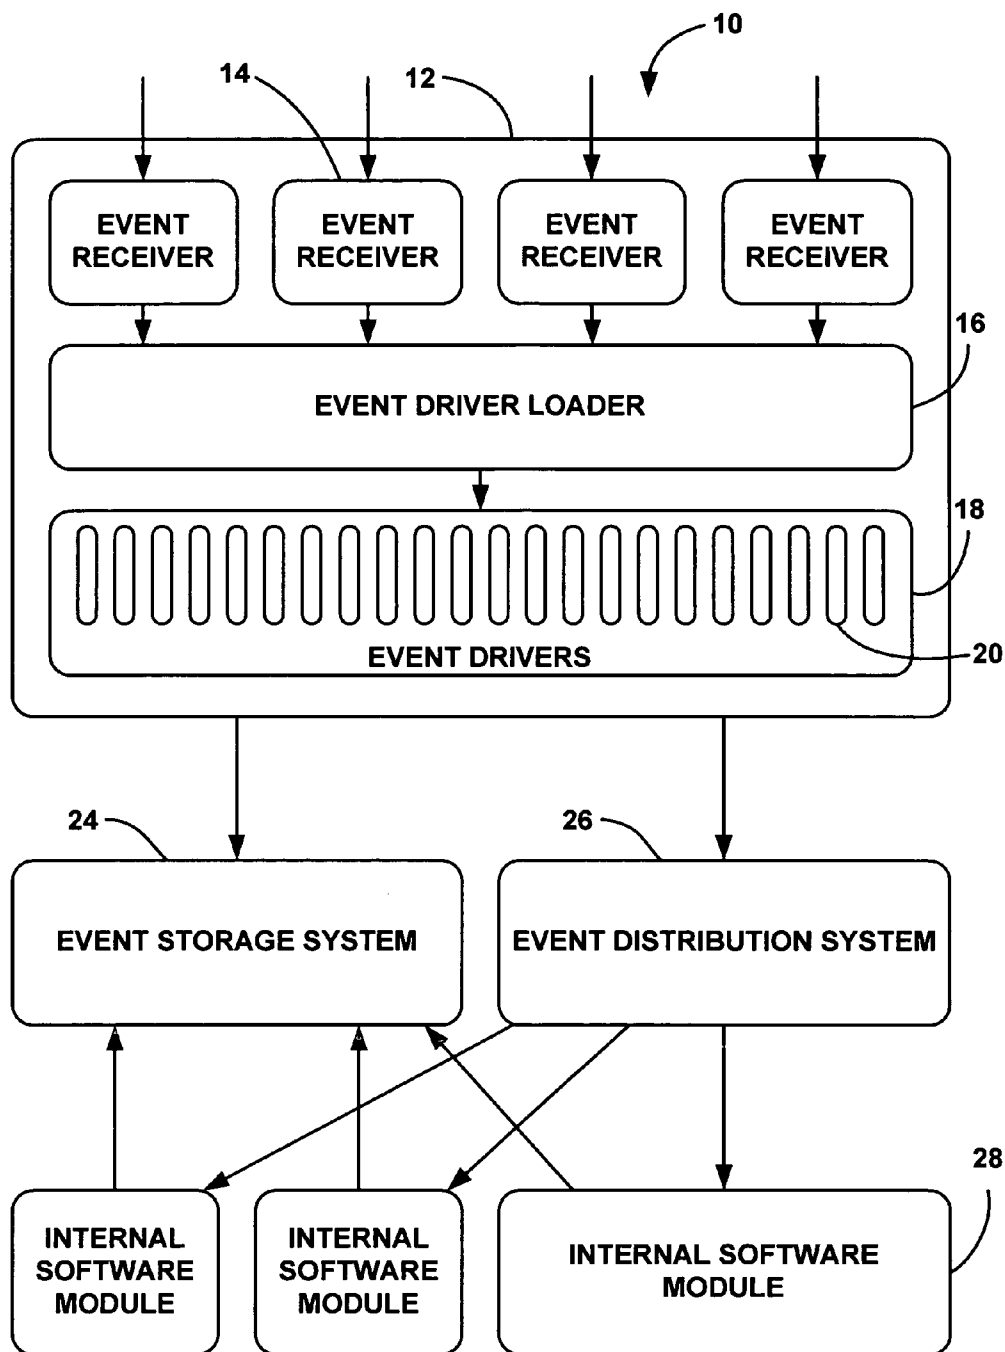 10
14
12
EVENT
RECEIVER
EVENT
RECEIVER
EVENT
RECEIVER
EVENT
RECEIVER
16
EVENT DRIVER LOADER
18
EVENT DRIVERS
20
24
26
EVENT STORAGE SYSTEM
EVENT DISTRIBUTION SYSTEM
28
INTERNAL
SOFTWARE
MODULE
INTERNAL
SOFTWARE
MODULE
INTERNAL SOFTWARE
MODULE